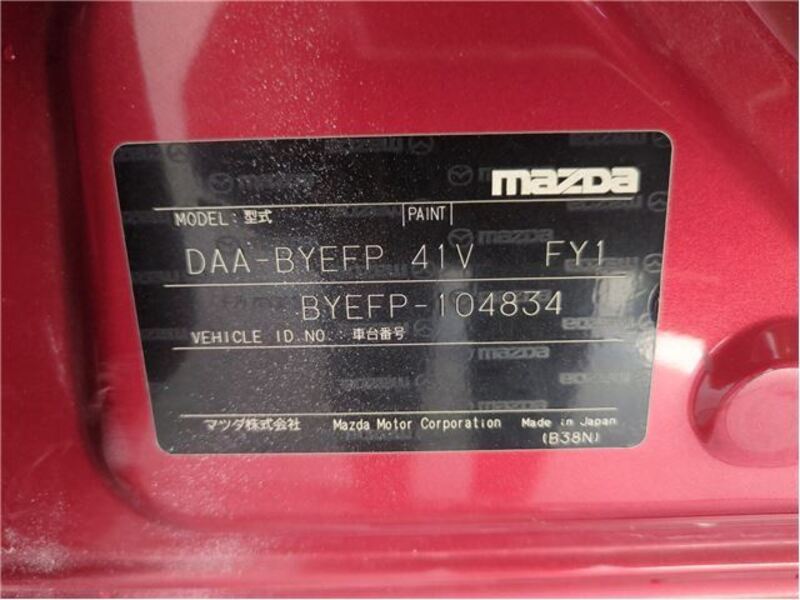 mazda
MODEL: 型式 PAINT
DAA-BYEFP 41V FY1
BYEFP-104834
VEHICLE ID NO. 車台番号
マツダ株式会社 Mazda Motor Corporation Made in Japan
(B38N)